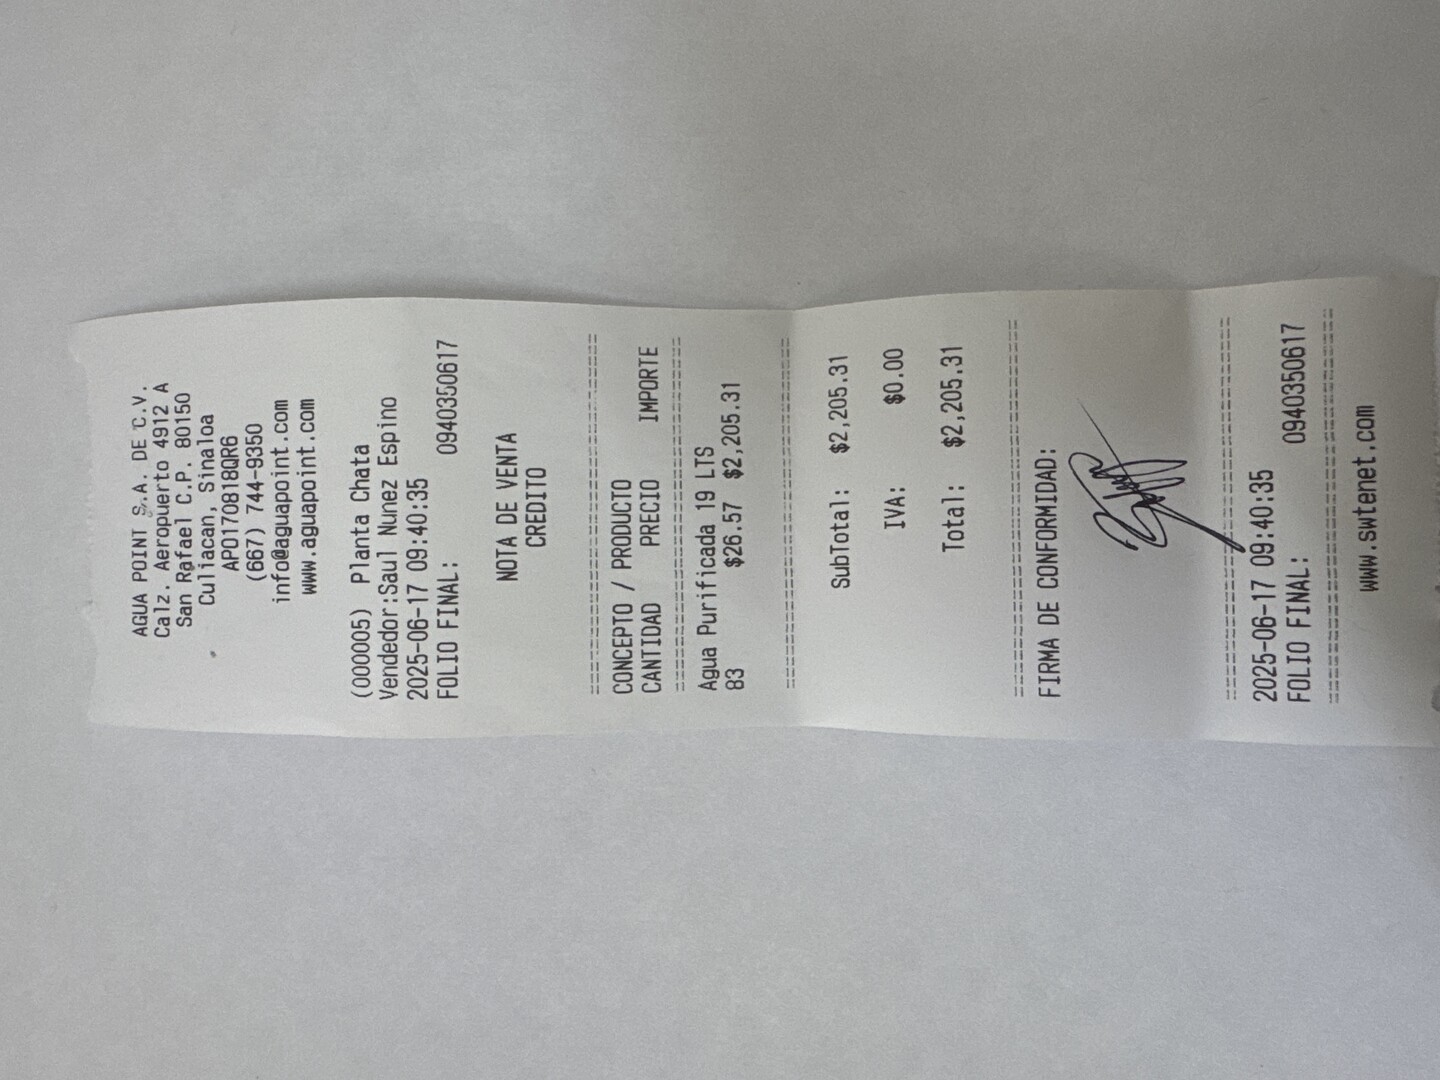 AGUA POINT S.A. DE C.V.
Calz. Aeropuerto 4912 A
San Rafael C.P. 80150
Culiacan, Sinaloa
APO170818QR6
(667) 744-9350
info@aguapoint.com
www.aguapoint.com
(000005) Planta Chata
Vendedor:Saul Nunez Espino
2025-06-17 09:40:35
FOLIO FINAL: 0940350617
NOTA DE VENTA
CREDITO
CONCEPTO / PRODUCTO
CANTIDAD PRECIO IMPORTE
Agua Purificada 19 LTS
83 $26.57 $2,205.31
SubTotal: $2,205.31
IVA: $0.00
Total: $2,205.31
FIRMA DE CONFORMIDAD:
2025-06-17 09:40:35
FOLIO FINAL: 0940350617
www.swtenet.com